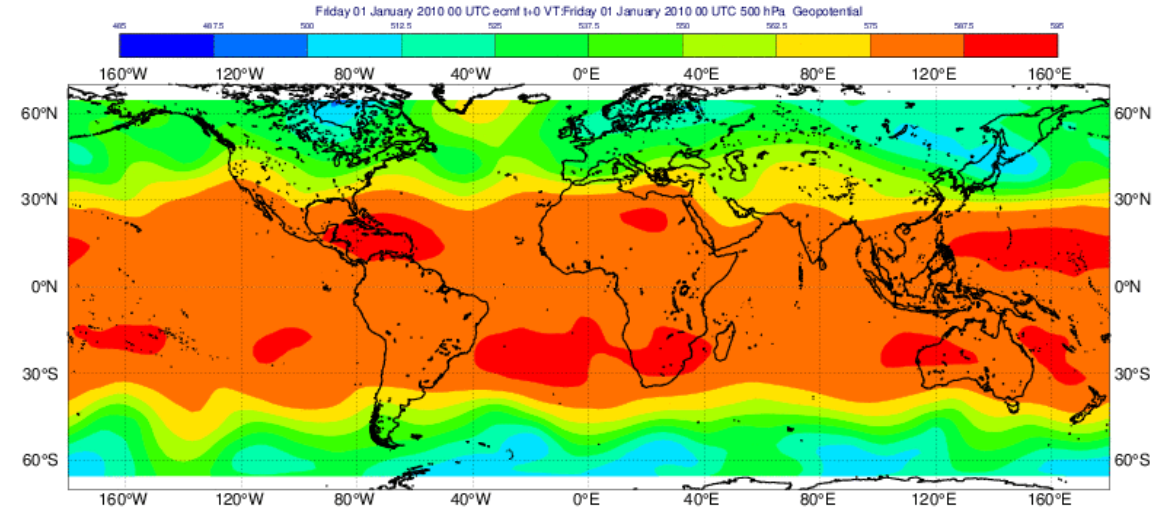 Friday 01 January 2010 00 UTC ecmf t+0 VT:Friday 01 January 2010 00 UTC 500 hPa Geopotential
485 487.5 500 512.5 525 537.5 550 562.5 575 587.5 595
160°W 120°W 80°W 40°W 0°E 40°E 80°E 120°E 160°E
60°N 60°N
30°N 30°N
0°N 0°N
30°S 30°S
60°S 60°S
160°W 120°W 80°W 40°W 0°E 40°E 80°E 120°E 160°E